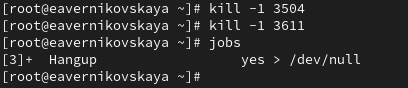 [root@eavernikovskaya ~]# kill -1 3504
[root@eavernikovskaya ~]# kill -1 3611
[root@eavernikovskaya ~]# jobs
[3]+  Hangup                  yes > /dev/null
[root@eavernikovskaya ~]#